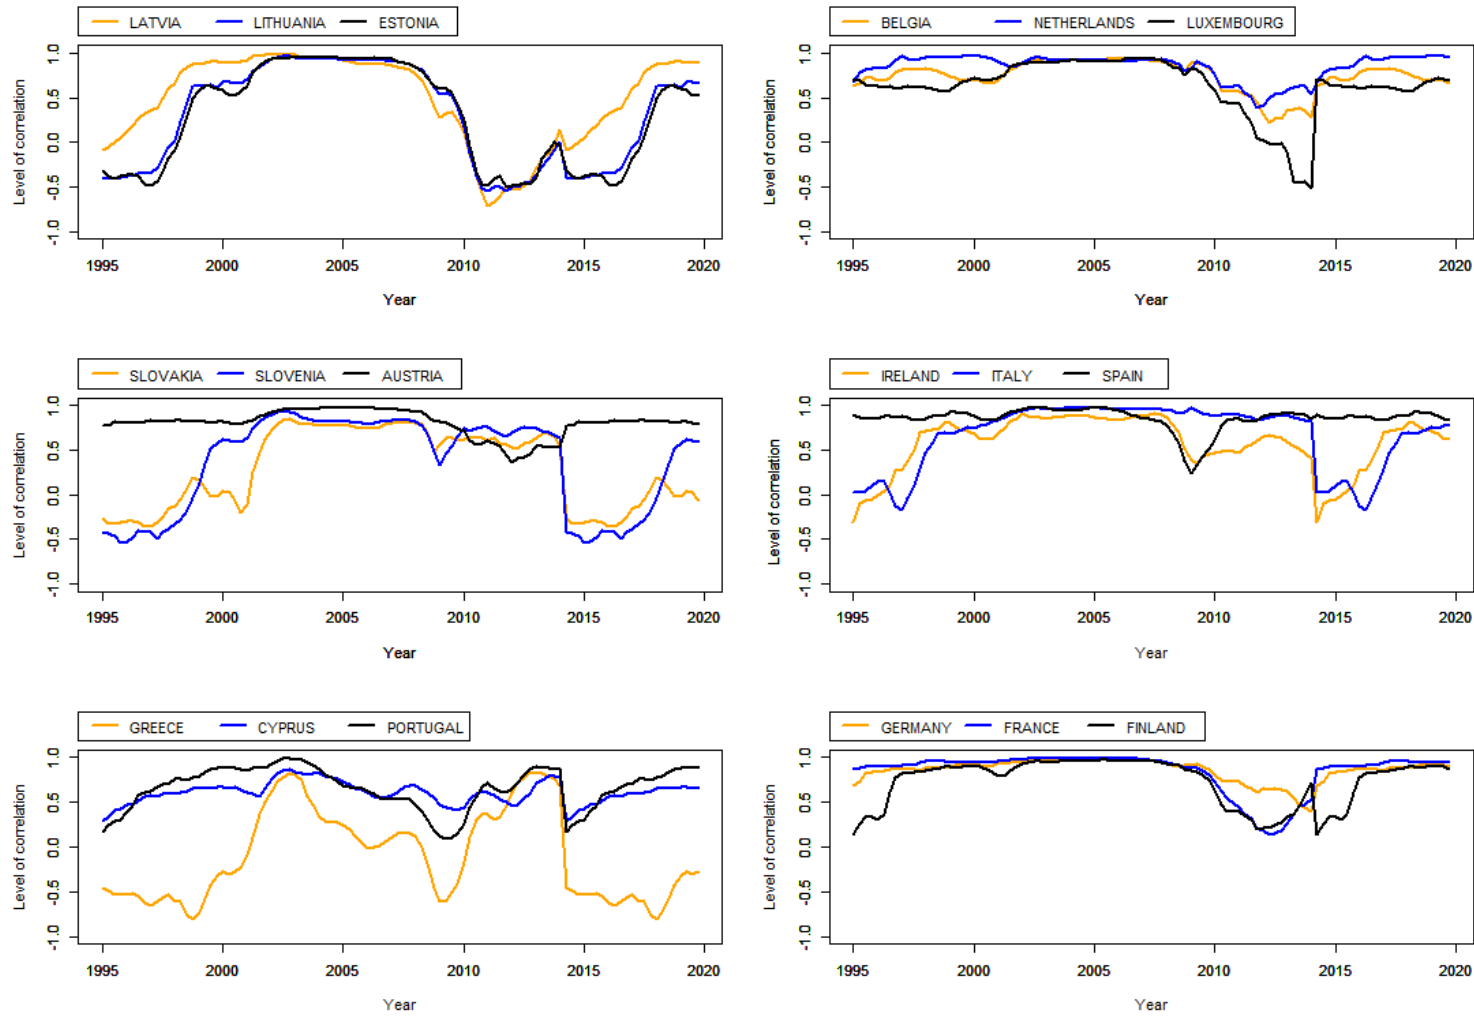 LATVIA LITHUANIA ESTONIA
Level of correlation
1.0
0.5
0.0
-0.5
-1.0
1995 2000 2005 2010 2015 2020
Year
BELGIA NETHERLANDS LUXEMBOURG
Level of correlation
1.0
0.5
0.0
-0.5
-1.0
1995 2000 2005 2010 2015 2020
Year
SLOVAKIA SLOVENIA AUSTRIA
Level of correlation
1.0
0.5
0.0
-0.5
-1.0
1995 2000 2005 2010 2015 2020
Year
IRELAND ITALY SPAIN
Level of correlation
1.0
0.5
0.0
-0.5
-1.0
1995 2000 2005 2010 2015 2020
Year
GREECE CYPRUS PORTUGAL
Level of correlation
1.0
0.5
0.0
-0.5
-1.0
1995 2000 2005 2010 2015 2020
Year
GERMANY FRANCE FINLAND
Level of correlation
1.0
0.5
0.0
-0.5
-1.0
1995 2000 2005 2010 2015 2020
Year